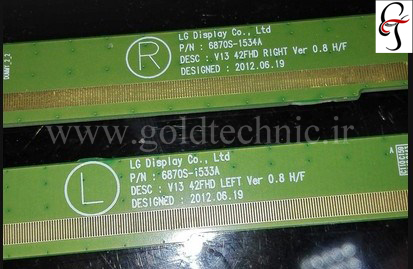 R
LG Display Co., Ltd
P/N : 6870S-1534A
DESC : V13 42FHD RIGHT Ver 0.8 H/F
DESIGNED : 2012.06.19
www.goldtechnic.ir
L
LG Display Co., Ltd
P/N : 6870S-1533A
DESC : V13 42FHD LEFT Ver 0.8 H/F
DESIGNED : 2012.06.19